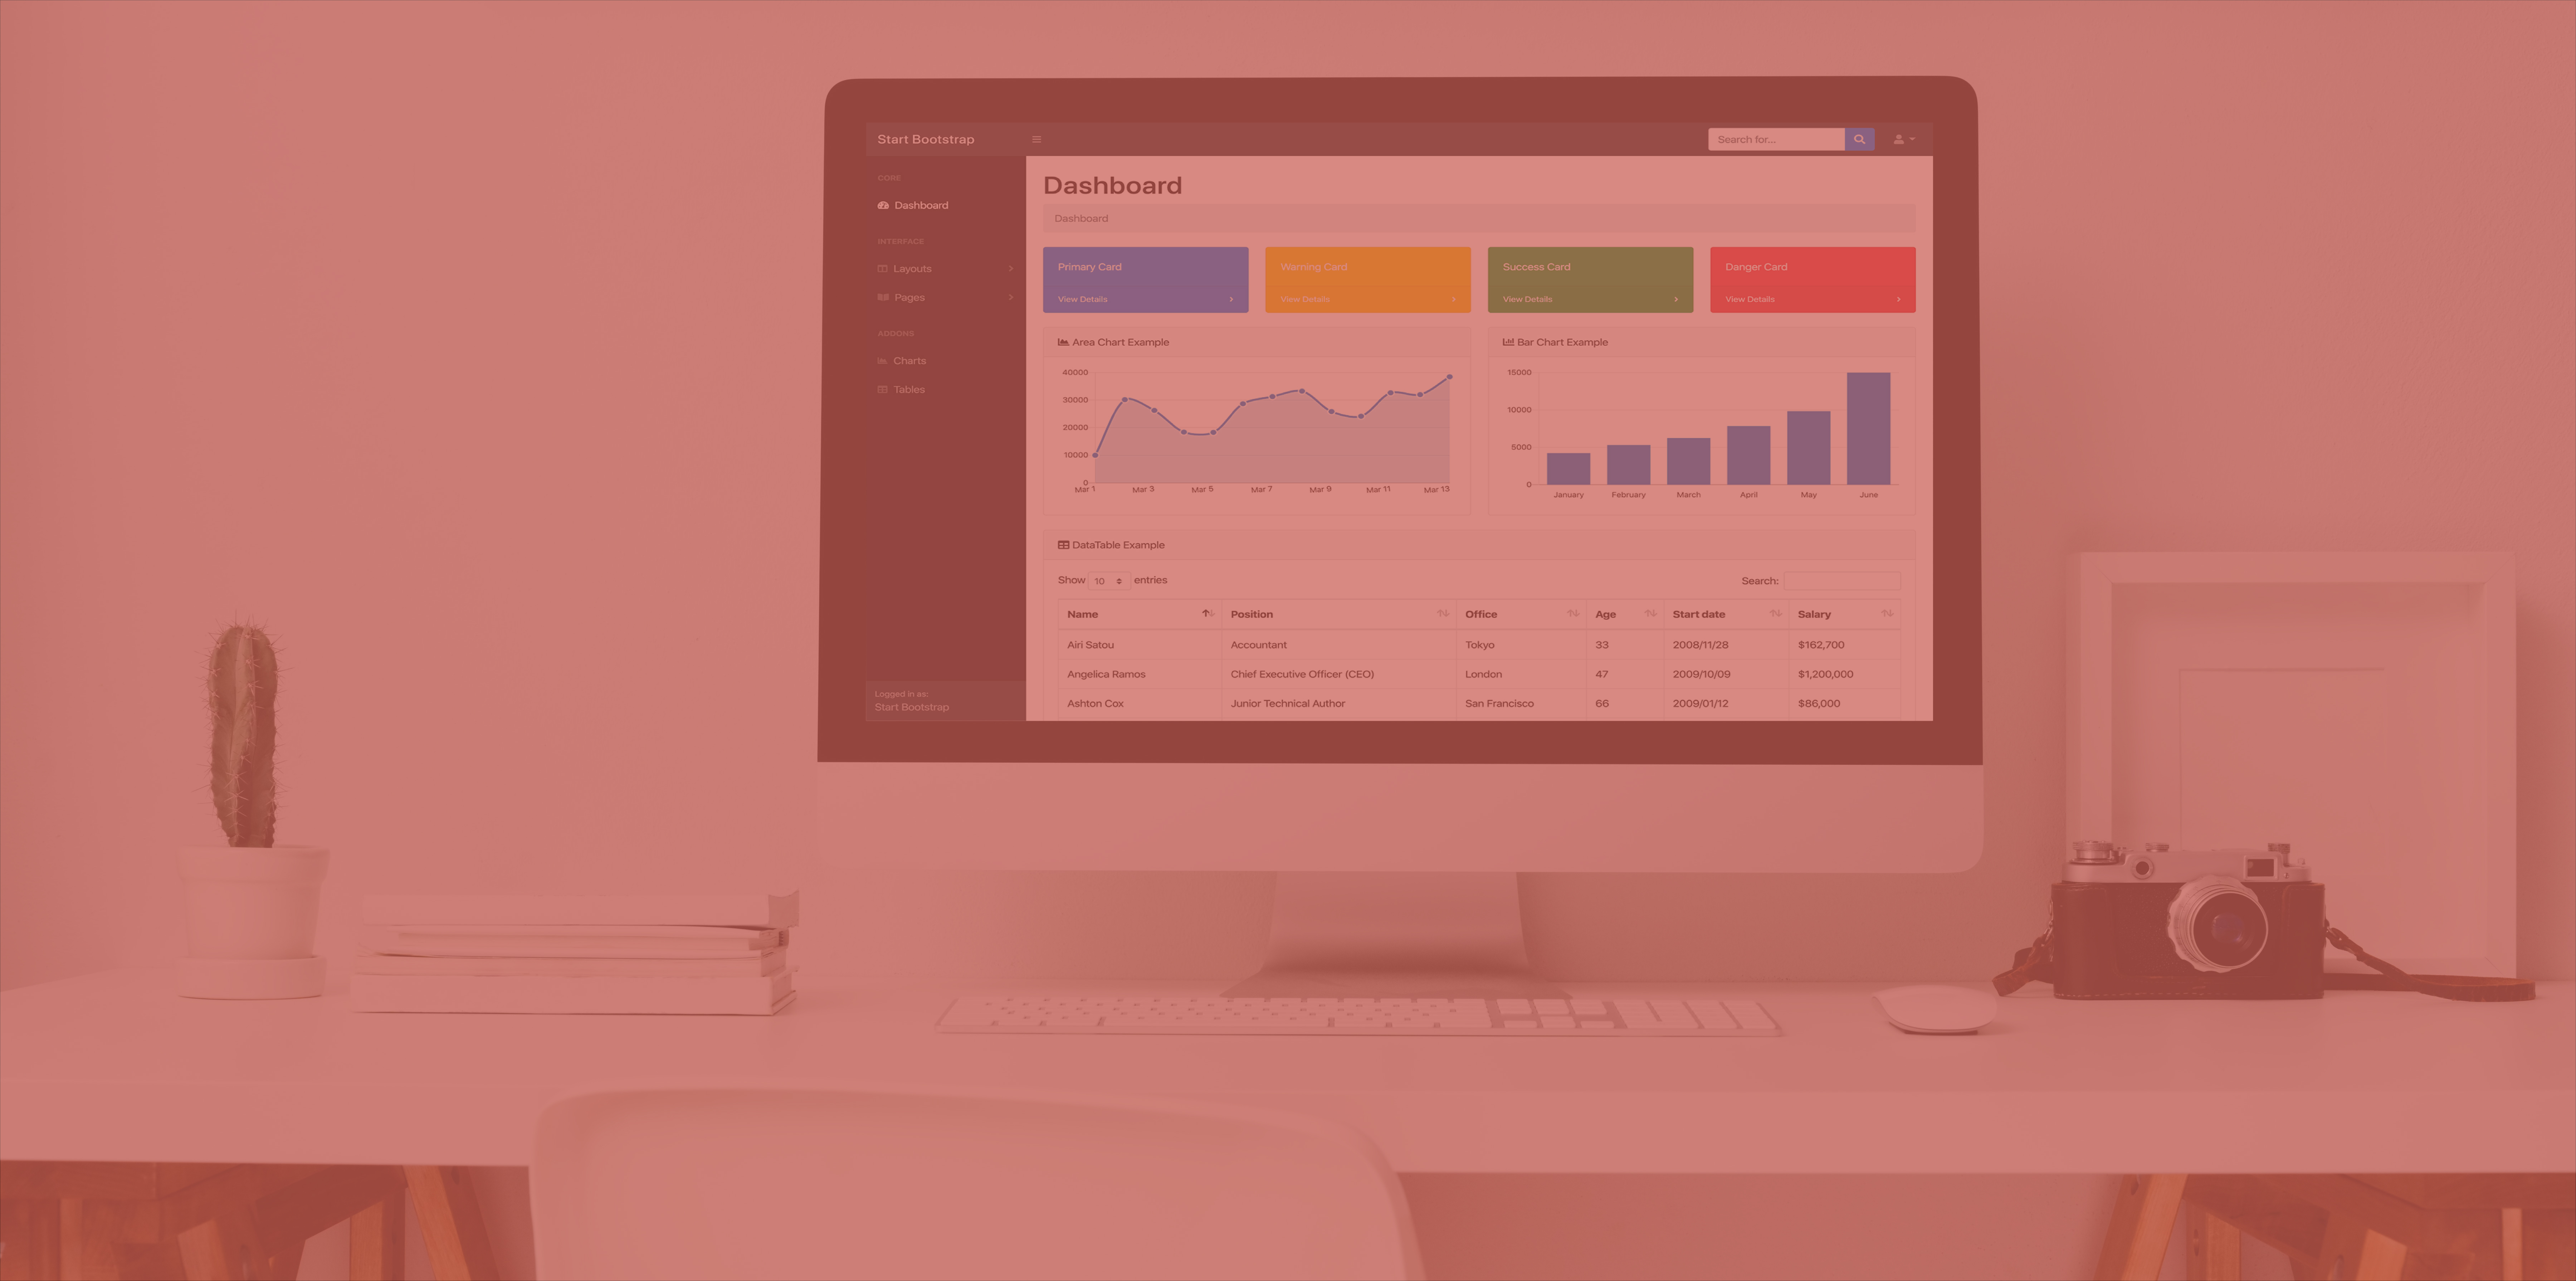 Start Bootstrap
Search for...
CORE
Dashboard
INTERFACE
Layouts
Pages
ADDONS
Charts
Tables
Logged in as:
Start Bootstrap
Dashboard
Dashboard
Primary Card
View Details
Warning Card
View Details
Success Card
View Details
Danger Card
View Details
Area Chart Example
40000
30000
20000
10000
0
Mar 1 Mar 3 Mar 5 Mar 7 Mar 9 Mar 11 Mar 13
Bar Chart Example
15000
10000
5000
0
January February March April May June
DataTable Example
Show 10 entries
Search:
Name Position Office Age Start date Salary
Airi Satou Accountant Tokyo 33 2008/11/28 $162,700
Angelica Ramos Chief Executive Officer (CEO) London 47 2009/10/09 $1,200,000
Ashton Cox Junior Technical Author San Francisco 66 2009/01/12 $86,000